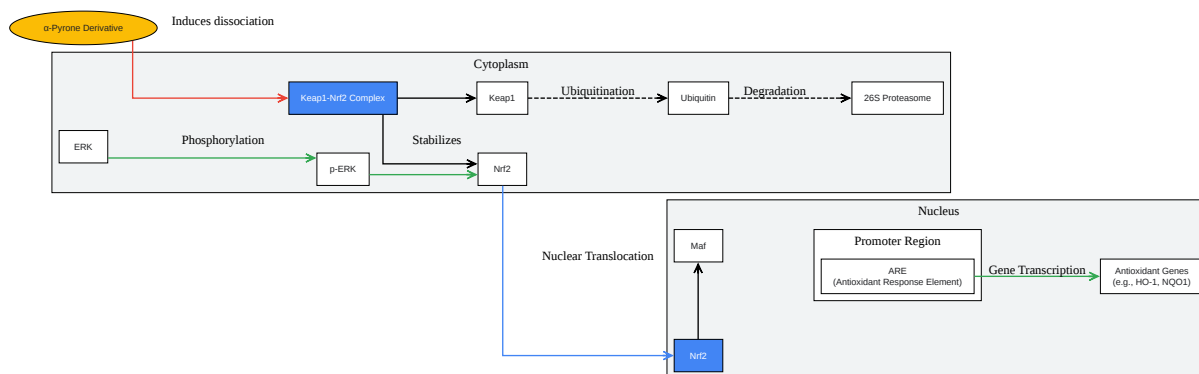 α-Pyrone Derivative
Induces dissociation
Cytoplasm
Keap1-Nrf2 Complex
Keap1
Ubiquitination
Ubiquitin
Degradation
26S Proteasome
ERK
Phosphorylation
Stabilizes
p-ERK
Nrf2
Nucleus
Nuclear Translocation
Maf
Promoter Region
ARE
(Antioxidant Response Element)
Gene Transcription
Antioxidant Genes
(e.g., HO-1, NQO1)
Nrf2